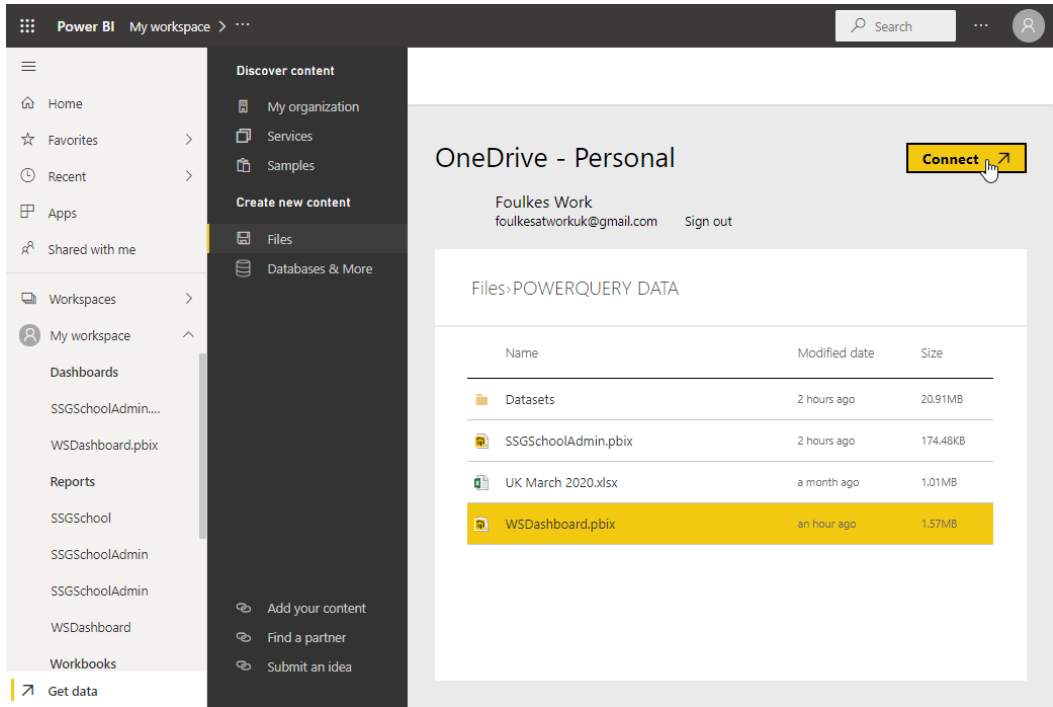 Power BI My workspace > ...
Search ...
Home
Favorites
Recent
Apps
Shared with me
Workspaces
My workspace
Dashboards
SSGSchoolAdmin....
WSDashboard.pbix
Reports
SSGSchool
SSGSchoolAdmin
SSGSchoolAdmin
WSDashboard
Workbooks
Get data
Discover content
My organization
Services
Samples
Create new content
Files
Databases & More
Add your content
Find a partner
Submit an idea
OneDrive - Personal
Connect
Foulkes Work
foulkesatworkuk@gmail.com Sign out
Files›POWERQUERY DATA
Name Modified date Size
Datasets 2 hours ago 20.91MB
SSGSchoolAdmin.pbix 2 hours ago 174.48KB
UK March 2020.xlsx a month ago 1.01MB
WSDashboard.pbix an hour ago 1.57MB